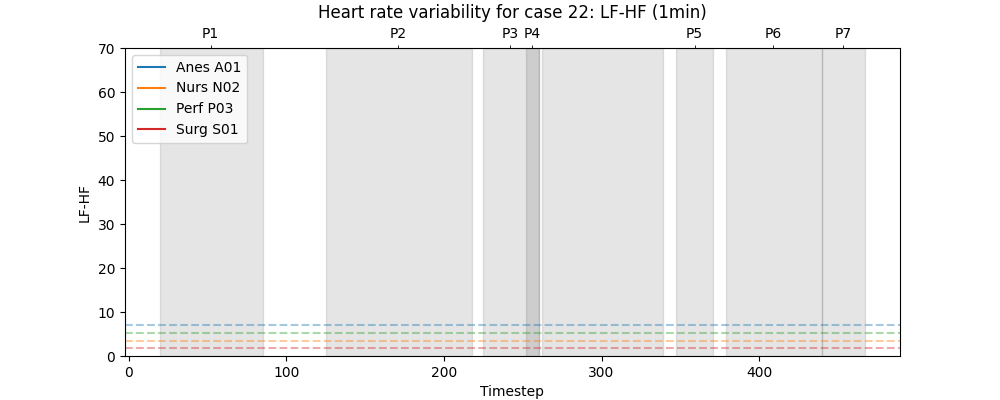 Heart rate variability for case 22: LF-HF (1min)
P1 P2 P3 P4 P5 P6 P7
70
60
50
40
30
20
10
0
LF-HF
Anes A01
Nurs N02
Perf P03
Surg S01
0 100 200 300 400
Timestep